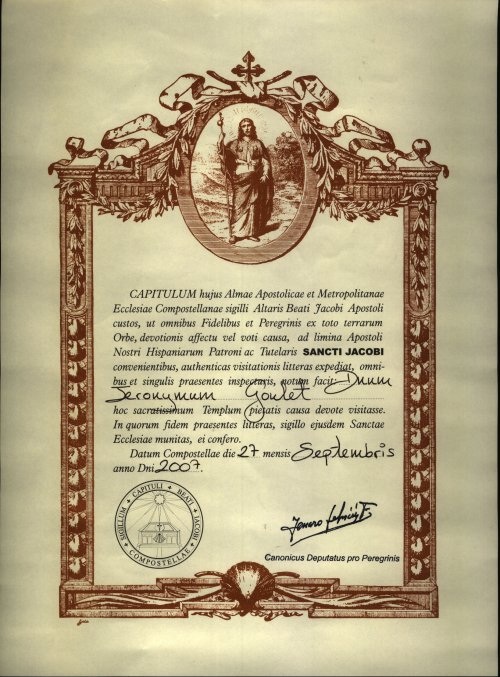 CAPITULUM hujus Almae Apostolicae et Metropolitanae
Ecclesiae Compostellanae sigilli Altaris Beati Jacobi Apostoli
custos, ut omnibus Fidelibus et Peregrinis ex toto terrarum
Orbe, devotionis affectu vel voti causa, ad limina Apostoli
Nostri Hispaniarum Patroni ac Tutelaris SANCTI JACOBI
convenientibus, authenticas visitationis litteras expediat, omni-
bus et singulis praesentes inspecturis, notum facit: Dnum
Jeronymum Goulet
hoc sacratissimum Templum pietatis causa devote visitasse.
In quorum fidem praesentes litteras, sigillo ejusdem Sanctae
Ecclesiae munitas, ei confero.
Datum Compostellae die 27 mensis Septembris
anno Dni 2007.
SIGILLUM CAPITULI BEATI JACOBI COMPOSTELLAE
Canonicus Deputatus pro Peregrinis